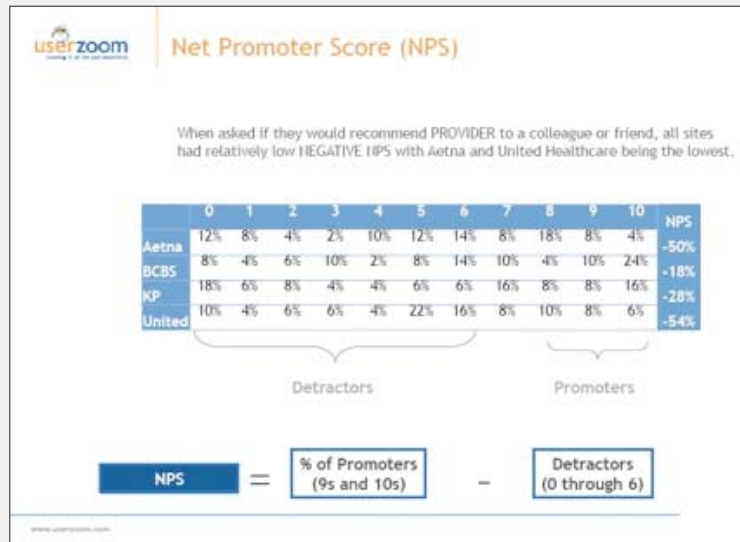 userzoom
Net Promoter Score (NPS)
When asked if they would recommend PROVIDER to a colleague or friend, all sites
had relatively low NEGATIVE NPS with Aetna and United Healthcare being the lowest.
0 1 2 3 4 5 6 7 8 9 10 NPS
Aetna 12% 8% 4% 2% 10% 12% 14% 8% 18% 8% 4% -50%
BCBS 8% 4% 6% 10% 2% 8% 14% 10% 4% 10% 24% -18%
KP 18% 6% 8% 4% 4% 6% 6% 16% 8% 8% 16% -28%
United 10% 4% 6% 6% 4% 22% 16% 8% 10% 8% 6% -54%
Detractors Promoters
NPS = % of Promoters - Detractors
(9s and 10s) (0 through 6)
www.userzoom.com